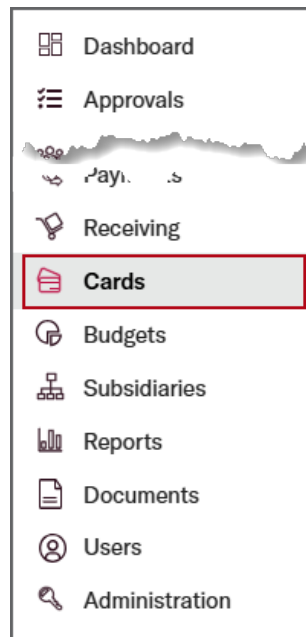 Dashboard
Approvals
Receiving
Cards
Budgets
Subsidiaries
Reports
Documents
Users
Administration